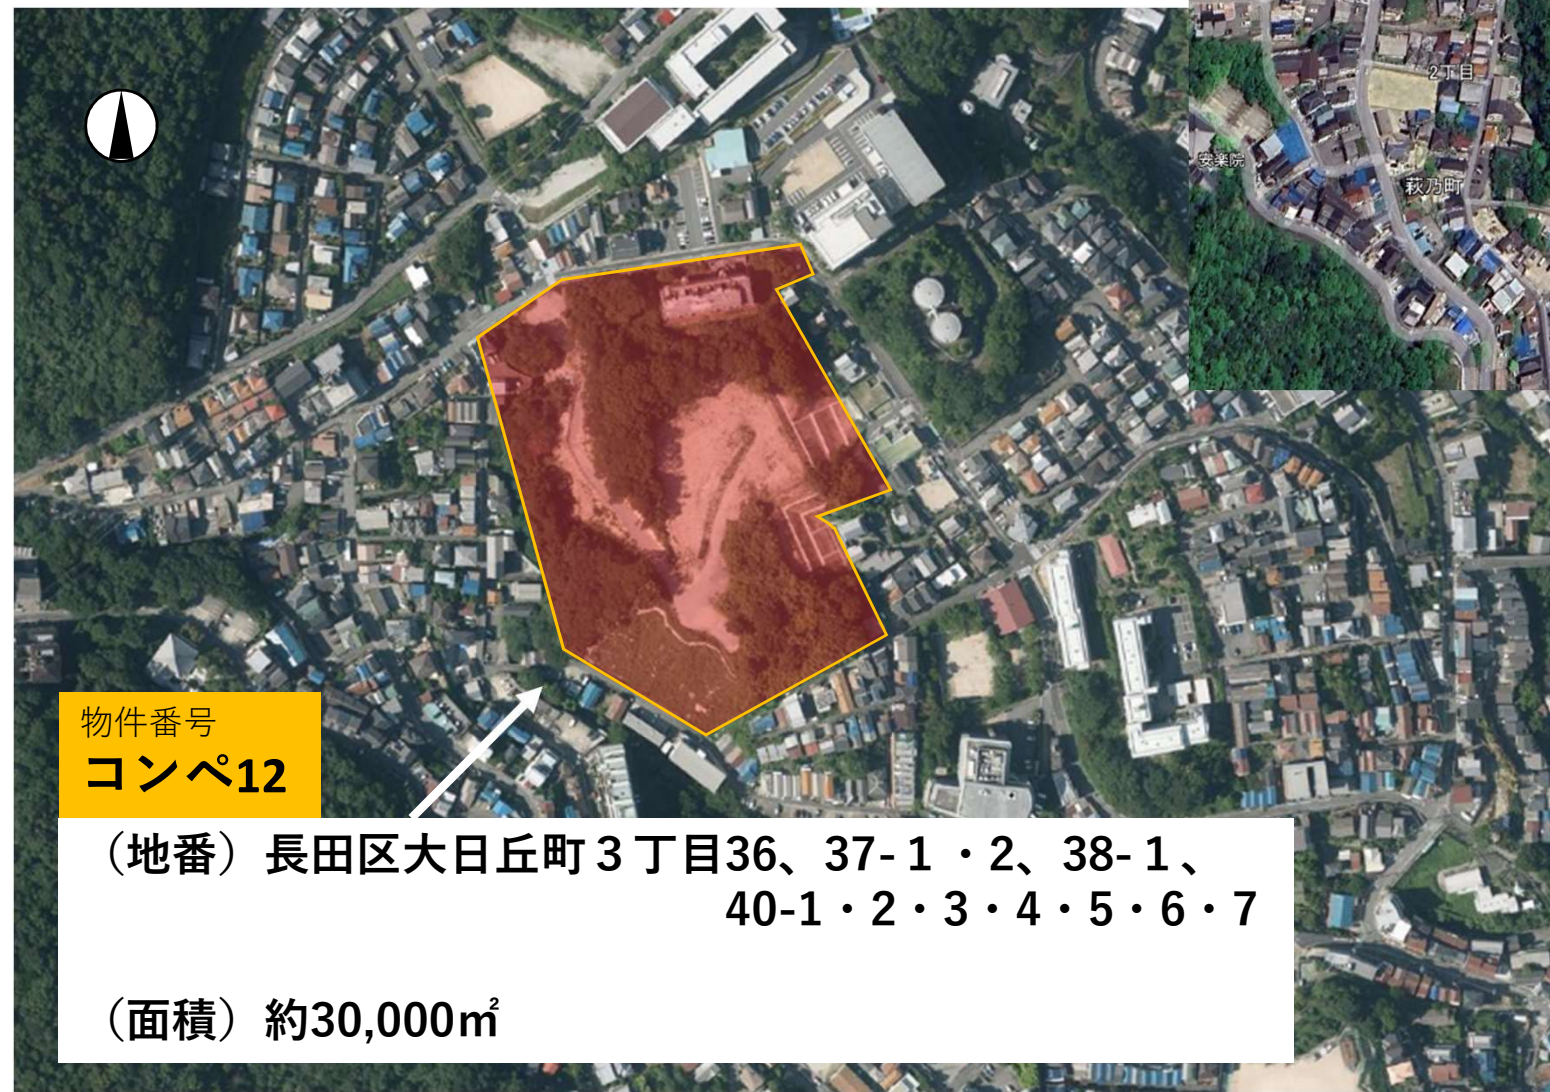 2丁目
安楽院
萩乃町
物件番号
コンペ12
（地番）長田区大日丘町３丁目36、37-１・2、38-１、
40-1・2・3・4・5・6・7
（面積）約30,000㎡